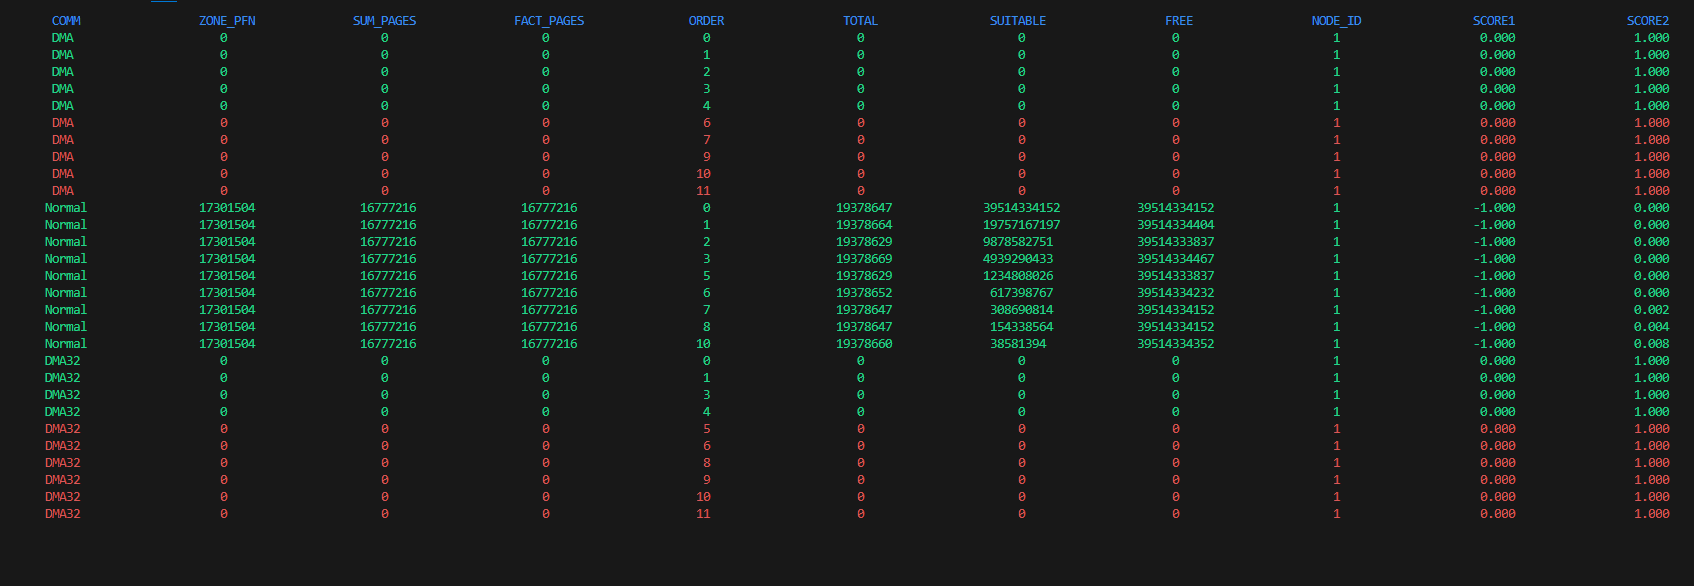 COMM ZONE_PFN SUM_PAGES FACT_PAGES ORDER TOTAL SUITABLE FREE NODE_ID SCORE1 SCORE2
DMA 0 0 0 0 0 0 0 1 0.000 1.000
DMA 0 0 0 1 0 0 0 1 0.000 1.000
DMA 0 0 0 2 0 0 0 1 0.000 1.000
DMA 0 0 0 3 0 0 0 1 0.000 1.000
DMA 0 0 0 4 0 0 0 1 0.000 1.000
DMA 0 0 0 6 0 0 0 1 0.000 1.000
DMA 0 0 0 7 0 0 0 1 0.000 1.000
DMA 0 0 0 9 0 0 0 1 0.000 1.000
DMA 0 0 0 10 0 0 0 1 0.000 1.000
DMA 0 0 0 11 0 0 0 1 0.000 1.000
Normal 17301504 16777216 16777216 0 19378647 39514334152 39514334152 1 -1.000 0.000
Normal 17301504 16777216 16777216 1 19378664 19757167197 39514334404 1 -1.000 0.000
Normal 17301504 16777216 16777216 2 19378629 9878582751 39514333837 1 -1.000 0.000
Normal 17301504 16777216 16777216 3 19378669 4939290433 39514334467 1 -1.000 0.000
Normal 17301504 16777216 16777216 5 19378629 1234808026 39514333837 1 -1.000 0.000
Normal 17301504 16777216 16777216 6 19378652 617398767 39514334232 1 -1.000 0.000
Normal 17301504 16777216 16777216 7 19378647 308690814 39514334152 1 -1.000 0.002
Normal 17301504 16777216 16777216 8 19378647 154338564 39514334152 1 -1.000 0.004
Normal 17301504 16777216 16777216 10 19378660 38581394 39514334352 1 -1.000 0.008
DMA32 0 0 0 0 0 0 0 1 0.000 1.000
DMA32 0 0 0 1 0 0 0 1 0.000 1.000
DMA32 0 0 0 3 0 0 0 1 0.000 1.000
DMA32 0 0 0 4 0 0 0 1 0.000 1.000
DMA32 0 0 0 5 0 0 0 1 0.000 1.000
DMA32 0 0 0 6 0 0 0 1 0.000 1.000
DMA32 0 0 0 8 0 0 0 1 0.000 1.000
DMA32 0 0 0 9 0 0 0 1 0.000 1.000
DMA32 0 0 0 10 0 0 0 1 0.000 1.000
DMA32 0 0 0 11 0 0 0 1 0.000 1.000